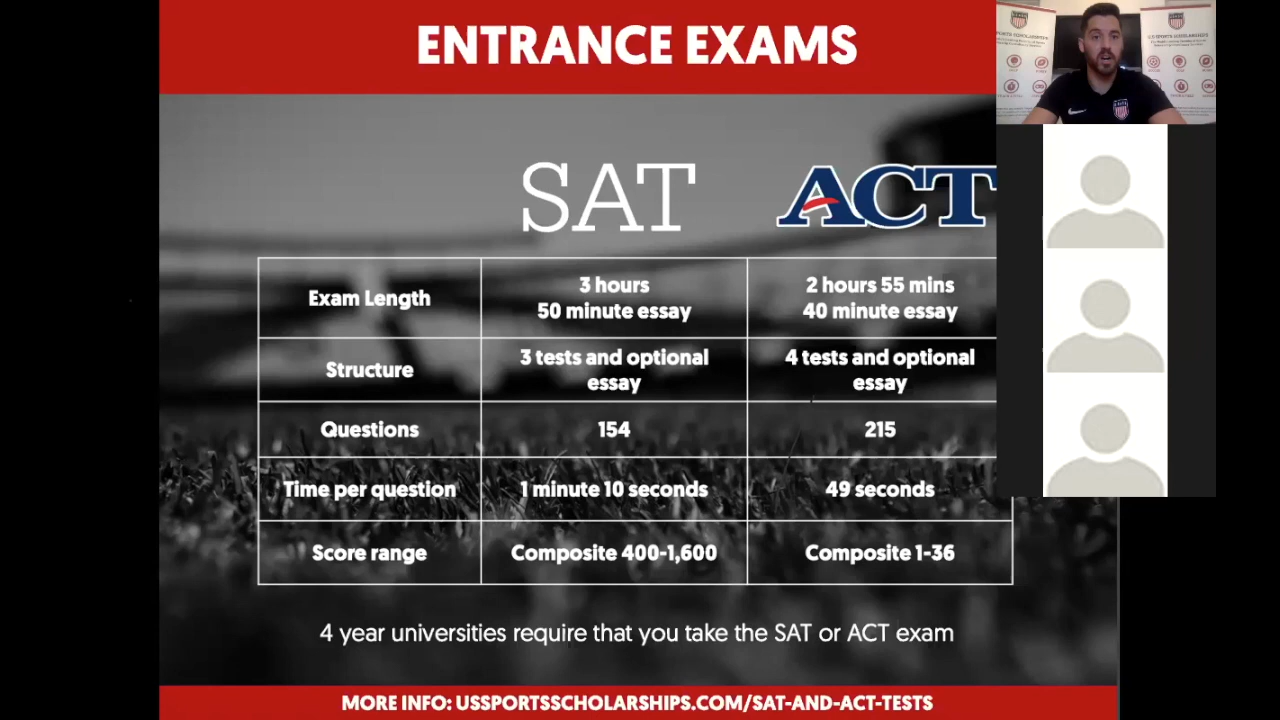 ENTRANCE EXAMS
SAT
ACT
Exam Length
3 hours
50 minute essay
2 hours 55 mins
40 minute essay
Structure
3 tests and optional
essay
4 tests and optional
essay
Questions
154
215
Time per question
1 minute 10 seconds
49 seconds
Score range
Composite 400-1,600
Composite 1-36
4 year universities require that you take the SAT or ACT exam
MORE INFO: USSPORTSSCHOLARSHIPS.COM/SAT-AND-ACT-TESTS